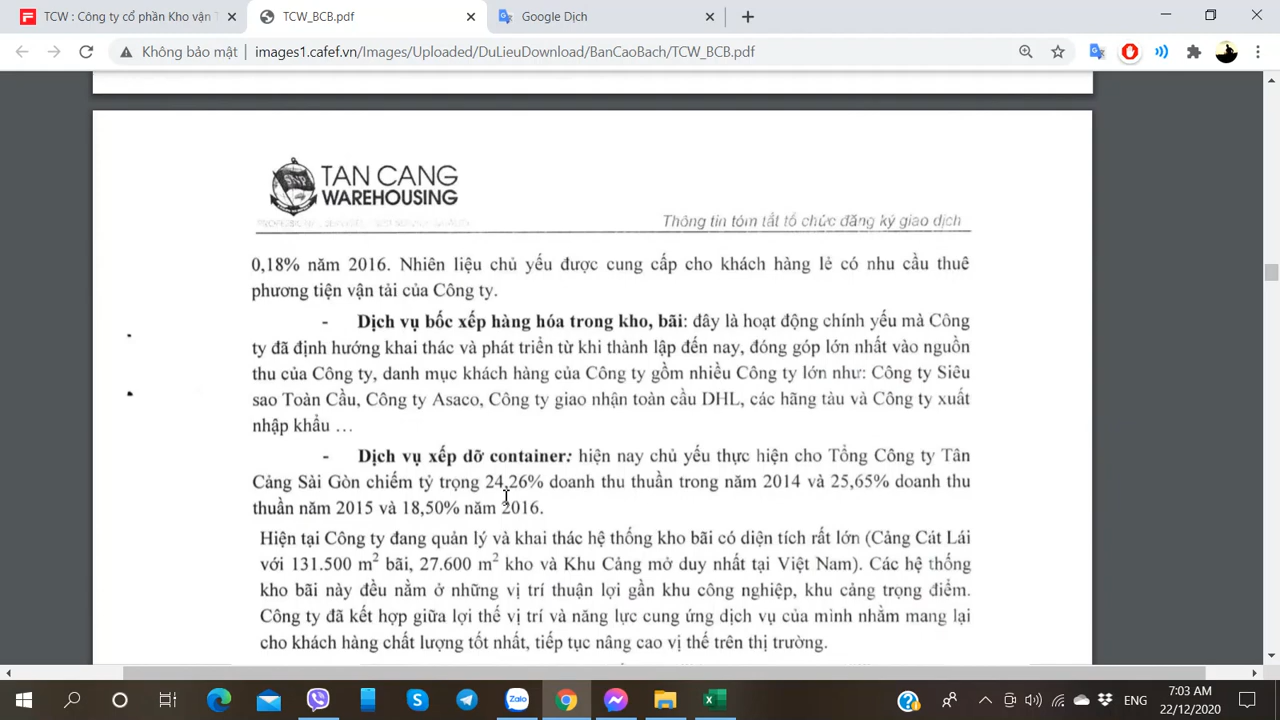 TCW : Công ty cổ phần Kho vận T
TCW_BCB.pdf
Google Dịch
Không bảo mật
images1.cafef.vn/Images/Uploaded/DuLieuDownload/BanCaoBach/TCW_BCB.pdf
SNP
TAN CANG
WAREHOUSING
Thông tin tóm tắt tổ chức đăng ký giao dịch
0,18% năm 2016. Nhiên liệu chủ yếu được cung cấp cho khách hàng lẻ có nhu cầu thuê
phương tiện vận tải của Công ty.
- Dịch vụ bốc xếp hàng hóa trong kho, bãi: đây là hoạt động chính yếu mà Công
ty đã định hướng khai thác và phát triển từ khi thành lập đến nay, đóng góp lớn nhất vào nguồn
thu của Công ty, danh mục khách hàng của Công ty gồm nhiều Công ty lớn như: Công ty Siêu
sao Toàn Cầu, Công ty Asaco, Công ty giao nhận toàn cầu DHL, các hãng tàu và Công ty xuất
nhập khẩu ...
- Dịch vụ xếp dỡ container: hiện nay chủ yếu thực hiện cho Tổng Công ty Tân
Cảng Sài Gòn chiếm tỷ trọng 24,26% doanh thu thuần trong năm 2014 và 25,65% doanh thu
thuần năm 2015 và 18,50% năm 2016.
Hiện tại Công ty đang quản lý và khai thác hệ thống kho bãi có diện tích rất lớn (Cảng Cát Lái
với 131.500 m² bãi, 27.600 m² kho và Khu Cảng mở duy nhất tại Việt Nam). Các hệ thống
kho bãi này đều nằm ở những vị trí thuận lợi gần khu công nghiệp, khu cảng trọng điểm.
Công ty đã kết hợp giữa lợi thế vị trí và năng lực cung ứng dịch vụ của mình nhằm mang lại
cho khách hàng chất lượng tốt nhất, tiếp tục nâng cao vị thế trên thị trường.
Zalo
ENG
7:03 AM
22/12/2020